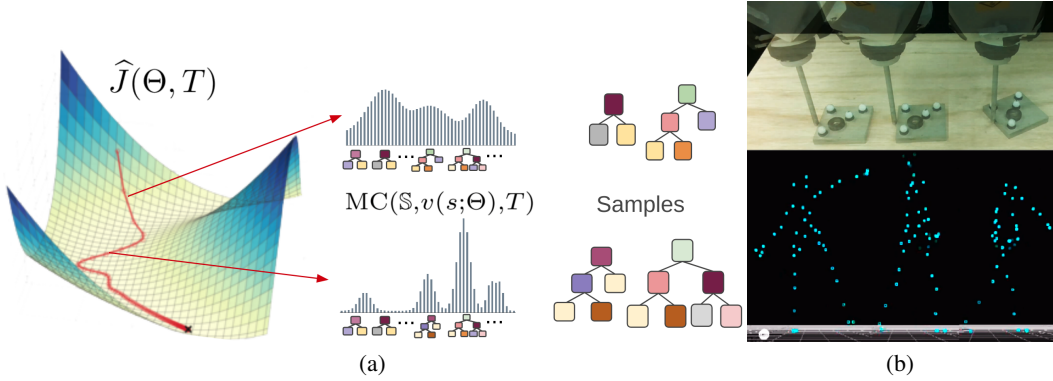 Ĵ(Θ, T)
MC(𝕊, v(s;Θ), T)
Samples
(a)
(b)